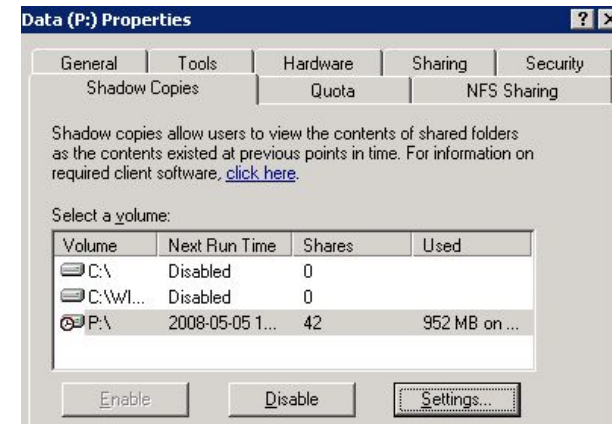 Data (P:) Properties
General Tools Hardware Sharing Security
Shadow Copies Quota NFS Sharing
Shadow copies allow users to view the contents of shared folders
as the contents existed at previous points in time. For information on
required client software, click here.
Select a volume:
Volume Next Run Time Shares Used
C:\ Disabled 0
C:\WI... Disabled 0
P:\ 2008-05-05 1... 42 952 MB on ...
Enable Disable Settings...